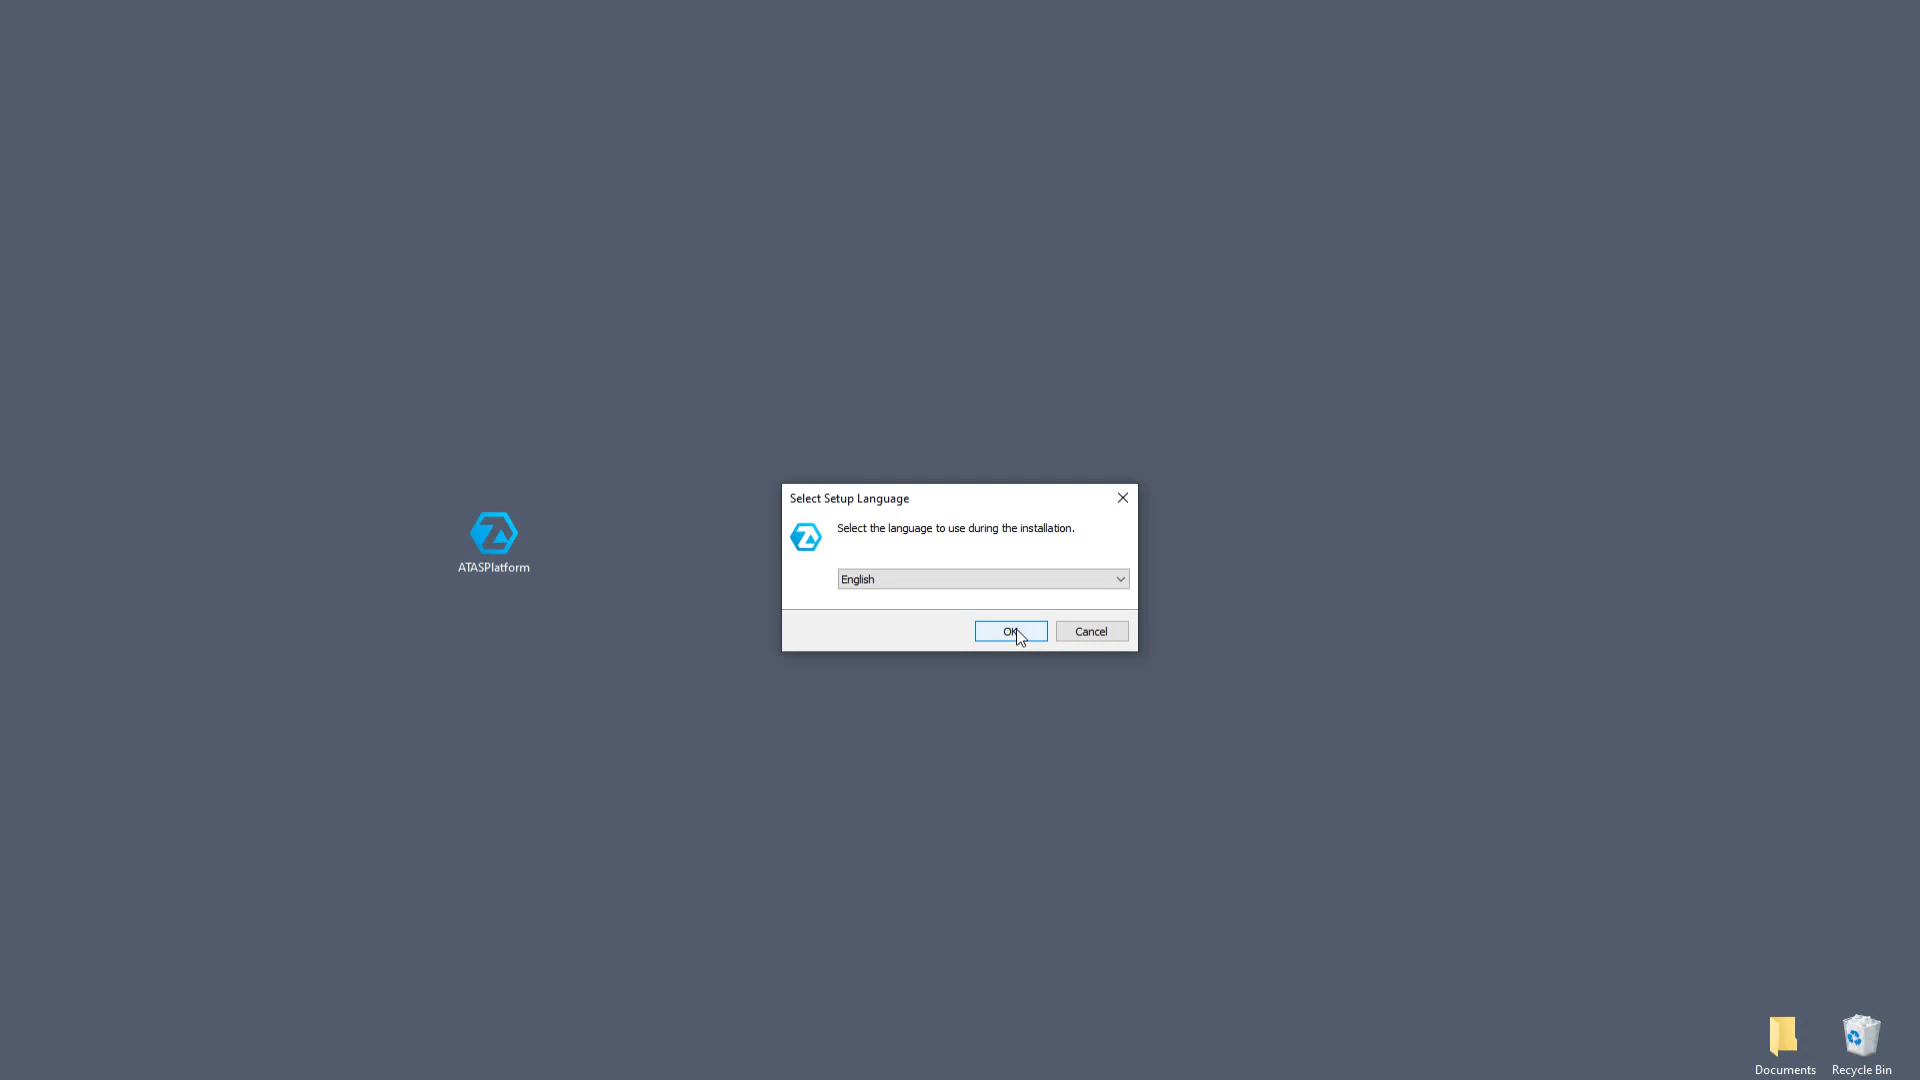 Select Setup Language
Select the language to use during the installation.
English
OK
Cancel
ATASPlatform
Documents
Recycle Bin